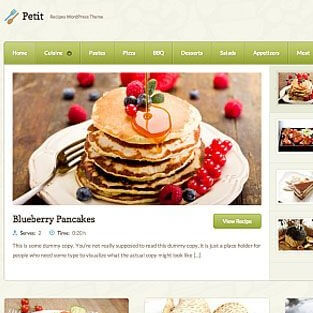 Petit
Recipes WordPress Theme
Home Cuisine Pastas Pizza BBQ Desserts Salads Appetizers Meat
Blueberry Pancakes
View Recipe
Serves: 2 Time: 0:20 h
This is some dummy copy. You're not really supposed to read this dummy copy, it is just a place holder for
people who need some type to visualize what the actual copy might look like [...]